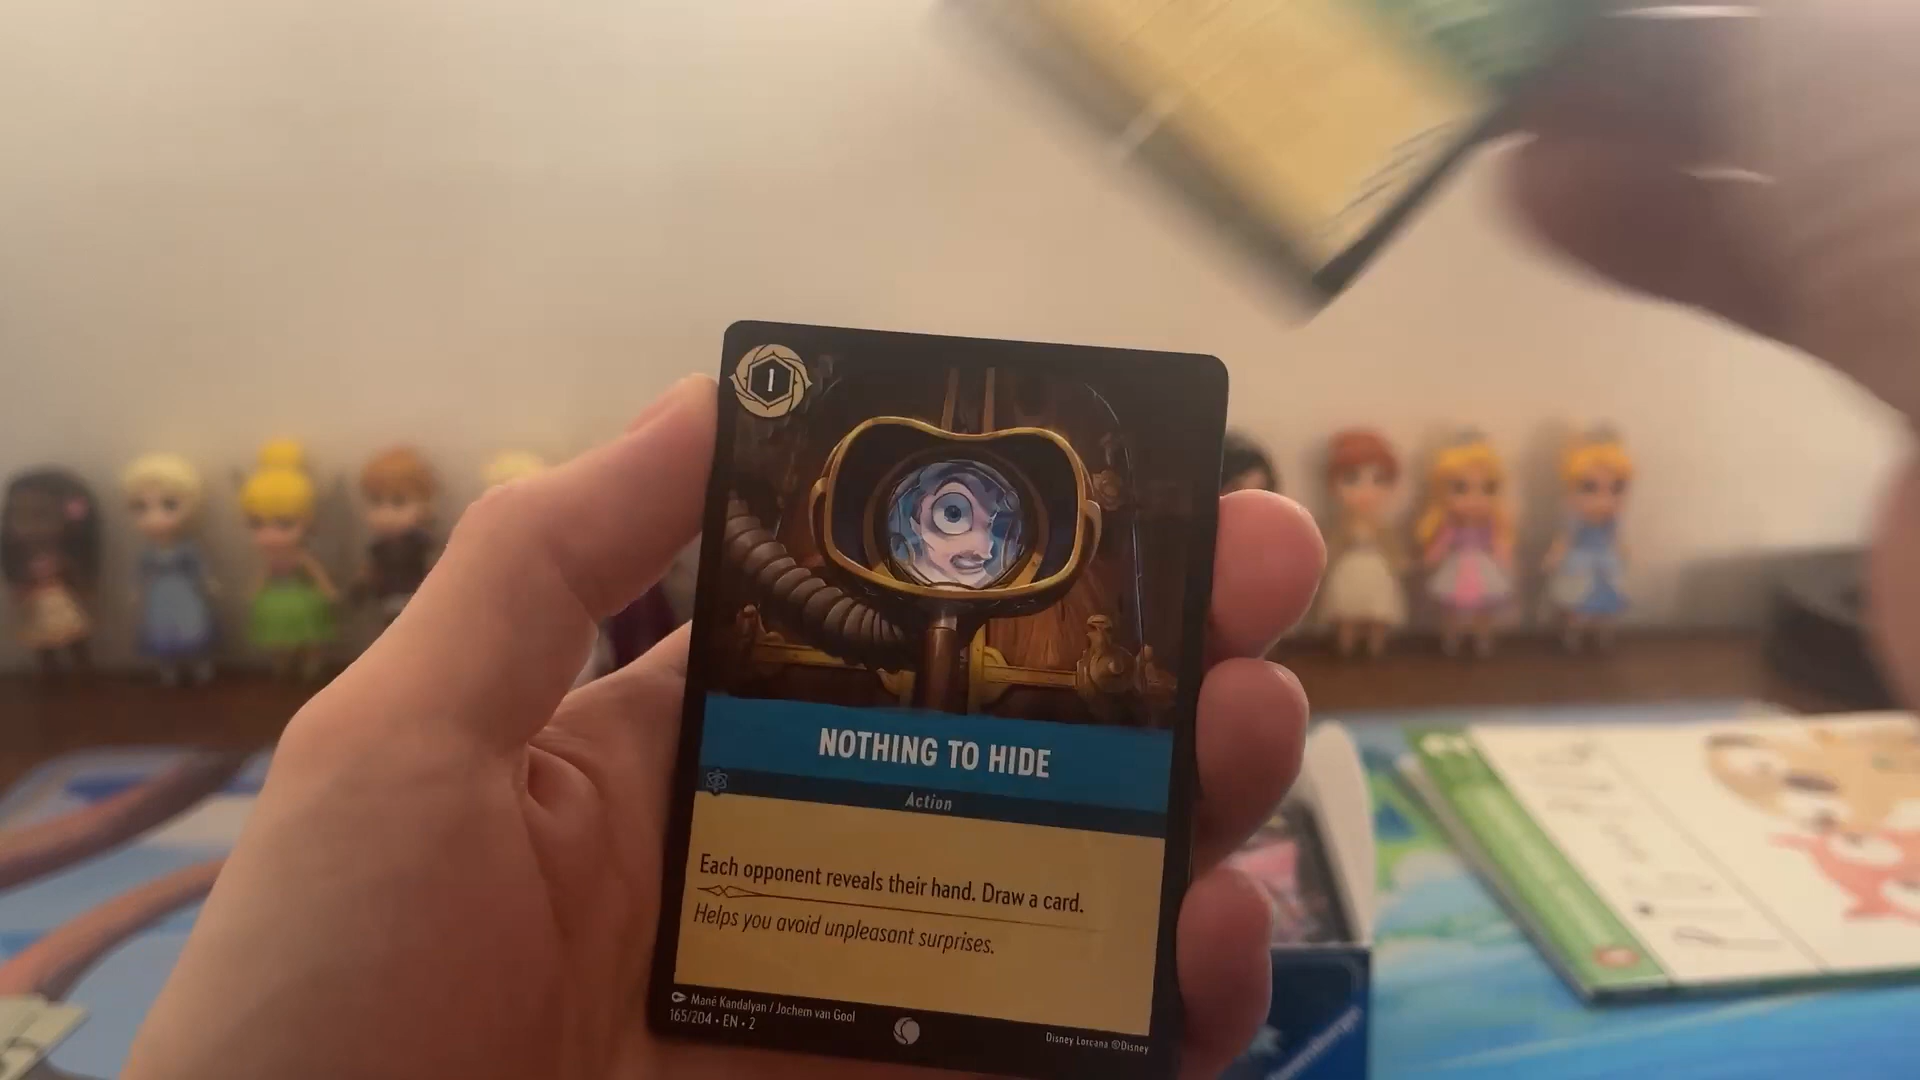 1
NOTHING TO HIDE
Action
Each opponent reveals their hand. Draw a card.
Helps you avoid unpleasant surprises.
Mané Kandalyan / Jochem van Gool
165/204 • EN • 2
Disney Lorcana ©Disney